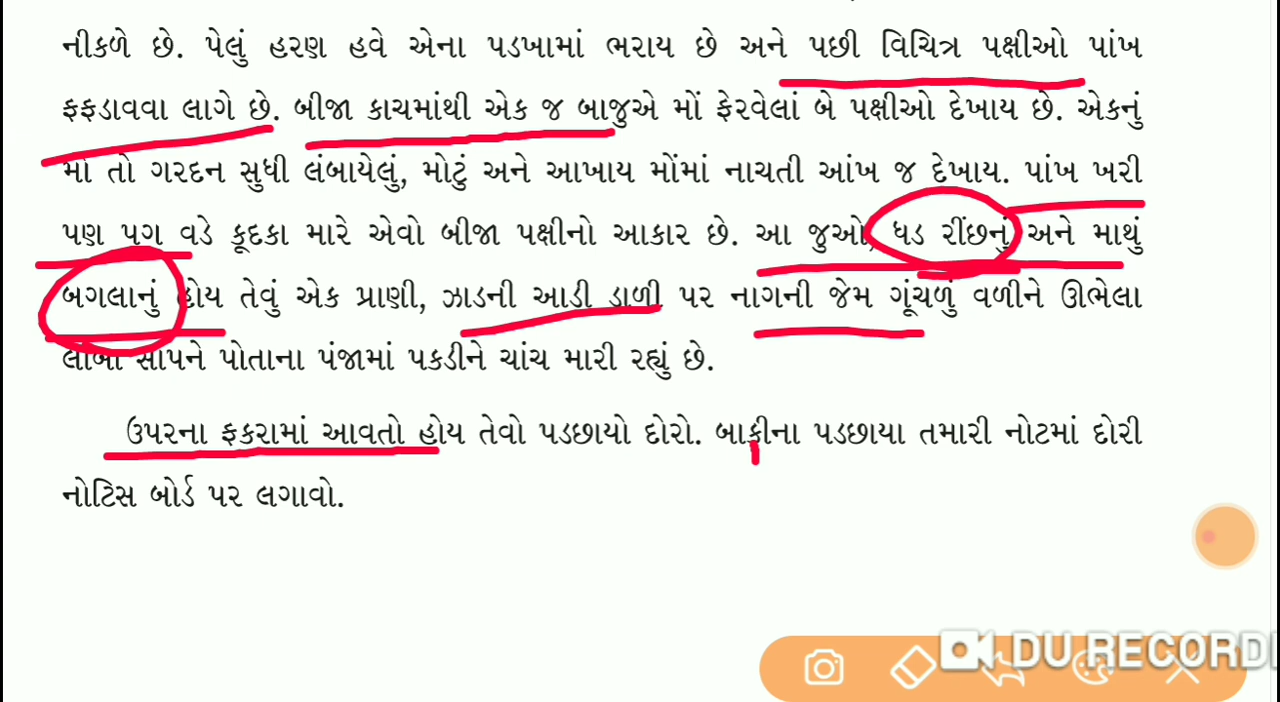 નીકળે છે. પેલું હરણ હવે એના પડખામાં ભરાય છે અને પછી વિચિત્ર પક્ષીઓ પાંખ
ફફડાવવા લાગે છે. બીજા કાચમાંથી એક જ બાજુએ મોં ફેરવેલાં બે પક્ષીઓ દેખાય છે. એકનું
મોં તો ગરદન સુધી લંબાયેલું, મોટું અને આખાય મોંમાં નાચતી આંખ જ દેખાય. પાંખ ખરી
પણ પગ વડે કૂદકા મારે એવો બીજા પક્ષીનો આકાર છે. આ જુઓ, ધડ રીંછનું અને માથું
બગલાનું હોય તેવું એક પ્રાણી, ઝાડની આડી ડાળી પર નાગની જેમ ગૂંચળું વળીને ઊભેલા
લાંબા સાપને પોતાના પંજામાં પકડીને ચાંચ મારી રહ્યું છે.
ઉપરના ફકરામાં આવતો હોય તેવો પડછાયો દોરો. બાકીના પડછાયા તમારી નોટમાં દોરી
નોટિસ બોર્ડ પર લગાવો.
DU RECORD